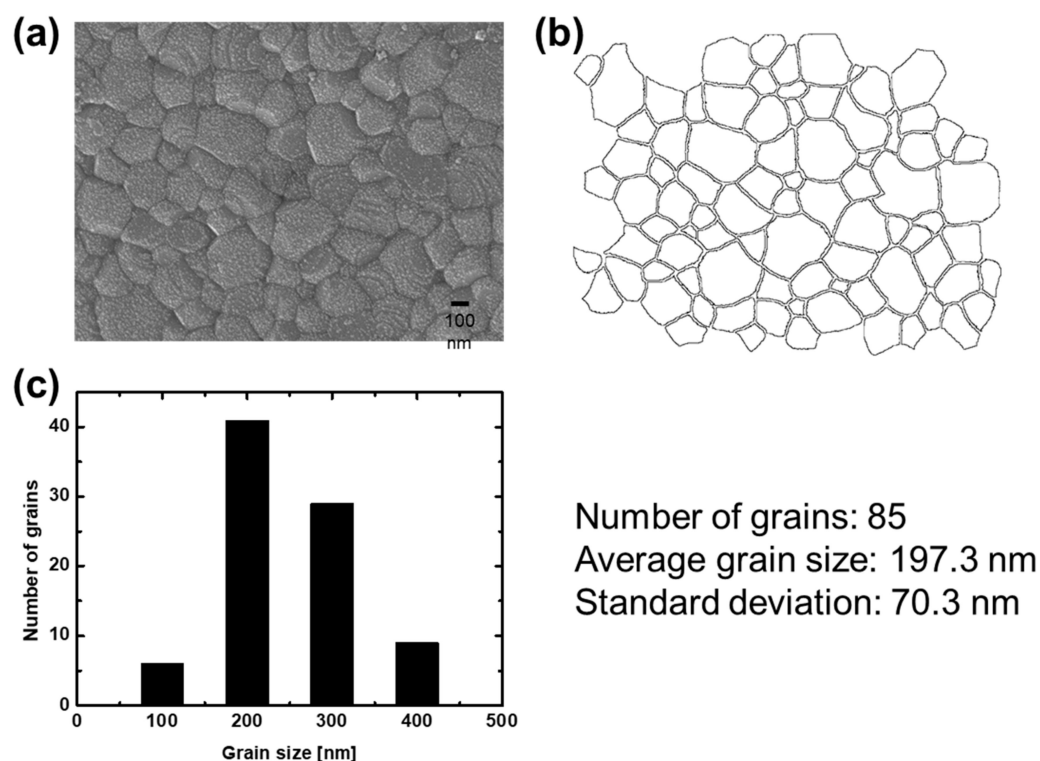 (a)
(b)
100
nm
(c)
Number of grains
40
30
20
10
0
0 100 200 300 400 500
Grain size [nm]
Number of grains: 85
Average grain size: 197.3 nm
Standard deviation: 70.3 nm